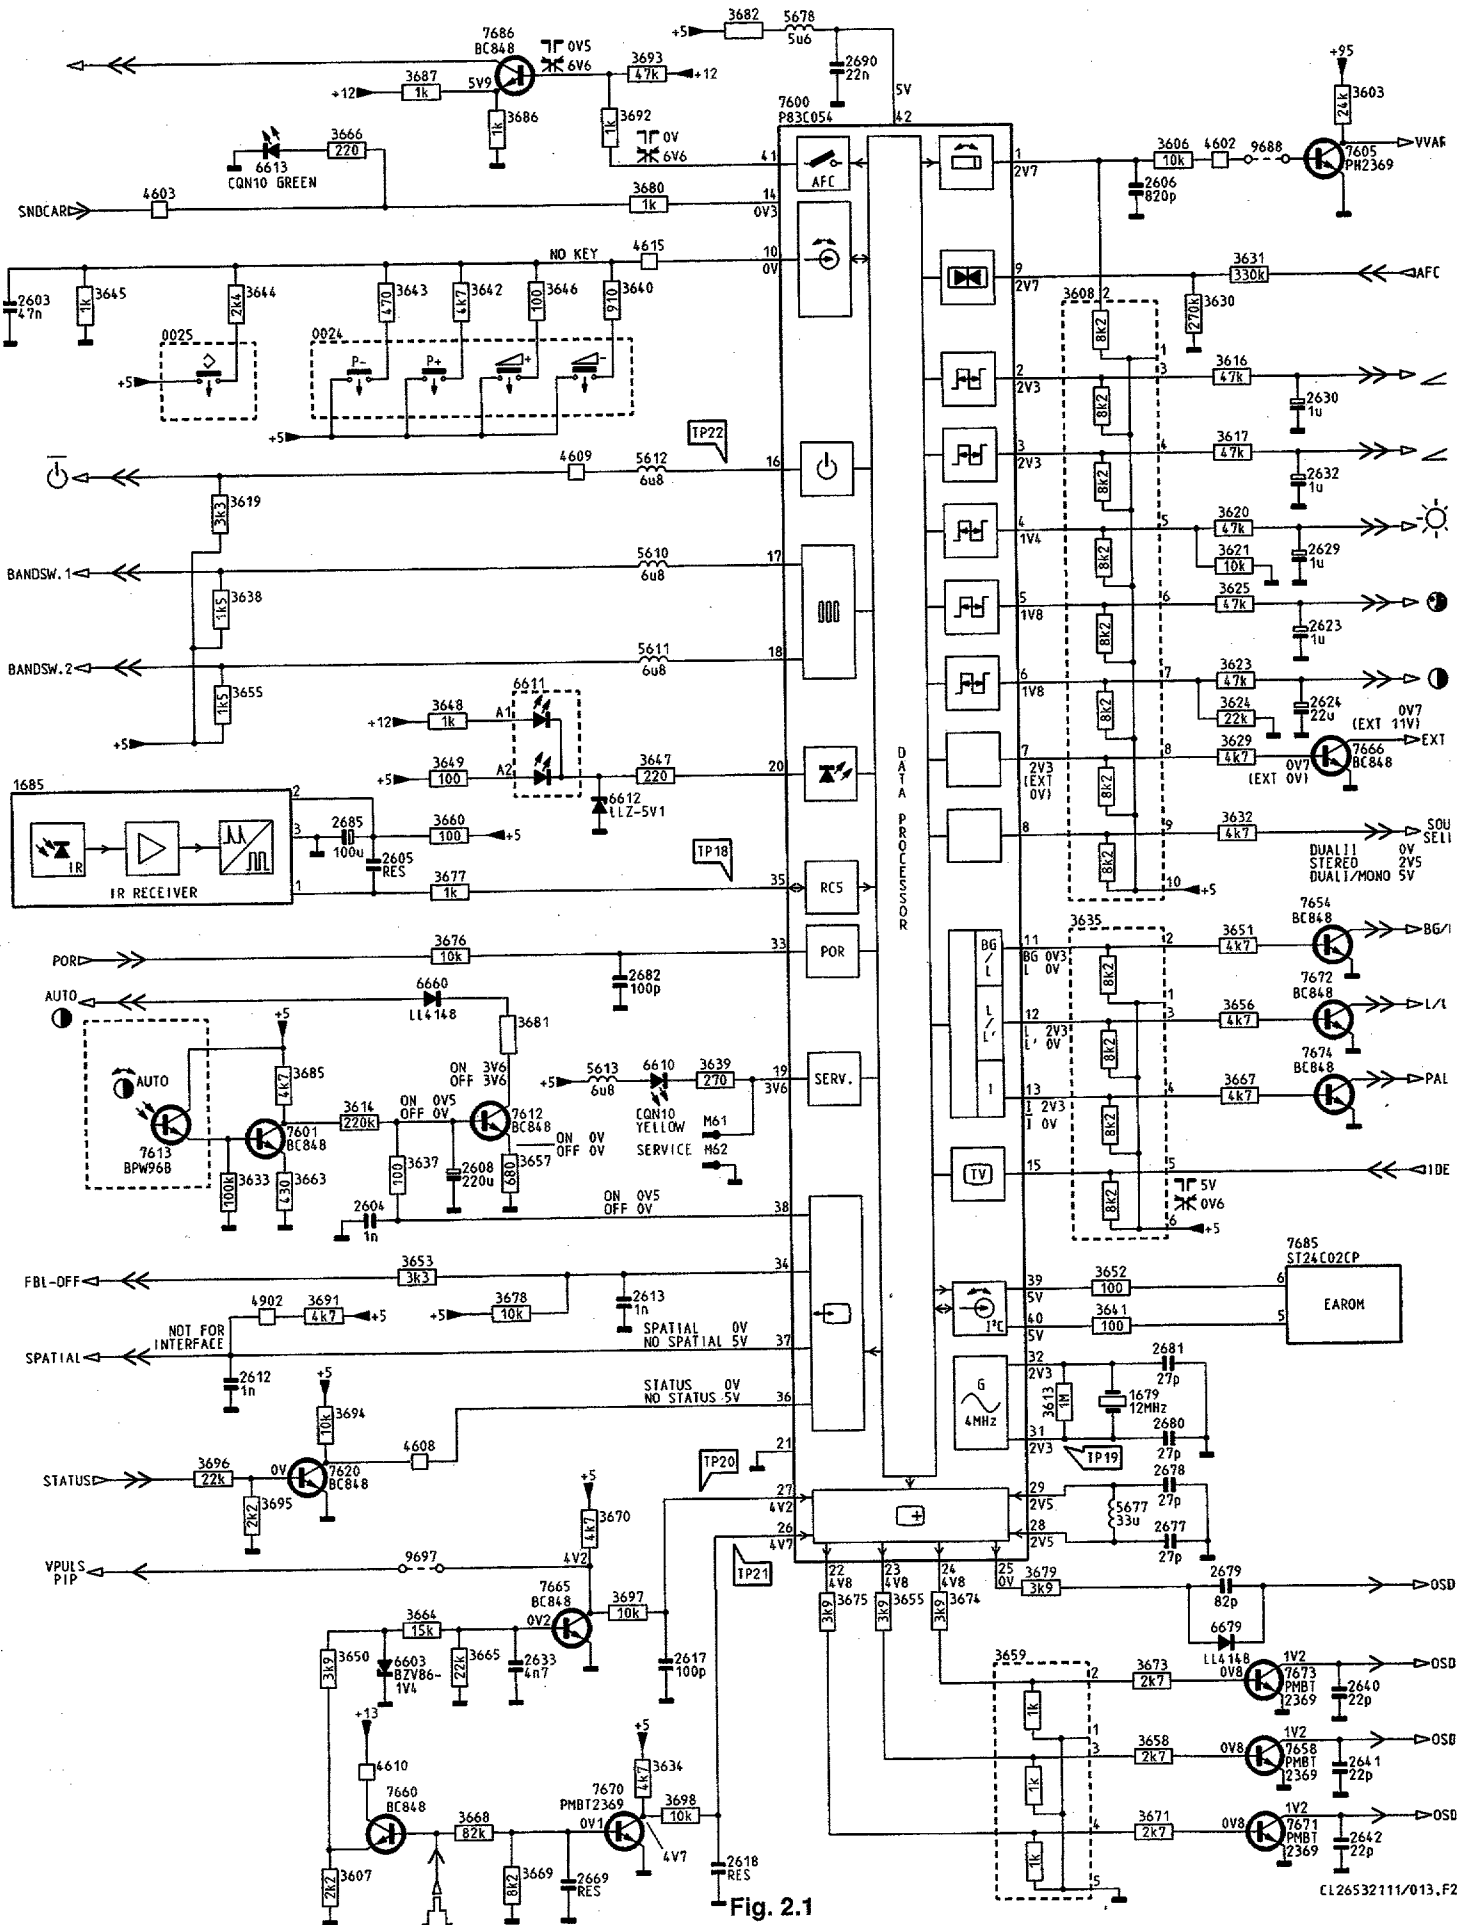 7686
BC848
0V5
6V6
3682
+5
5678
5u6
2690
22n
5V
42
+95
24k
3603
VVAR
3687
1k
+12
5V9
3693
47k
+12
1k
3686
1k
3692
0V
6V6
7600
P83C054
3666
220
6613
CQN10 GREEN
41
AFC
1
2V7
3606
10k
4602
9688
7605
PN2369
2606
820p
SNDCAR
4603
3680
1k
14
0V3
NO KEY
4615
10
0V
9
2V7
3631
330k
AFC
270k
3630
2603
47n
1k
3645
2k4
3644
470
3643
4k7
3642
100
3646
910
3640
0025
+5
0024
P-
P+
+
-
+5
3608
2
8k2
1
3
2
2V3
3616
47k
2630
1u
8k2
TP22
4609
5612
6u8
16
3
2V3
4
3617
47k
2632
1u
8k2
3k3
3619
4
1V4
5
3620
47k
3621
10k
2629
1u
8k2
BANDSW.1
5610
6u8
17
1k5
3638
5
1V8
6
3625
47k
2623
1u
8k2
BANDSW.2
5611
6u8
18
1k5
3655
+5
6
1V8
7
3623
47k
3624
22k
2624
22u
8k2
6611
+12
3648
1k
A1
+5
3649
100
A2
3647
220
20
6612
LLZ-5V1
7
2V3
(EXT
0V)
8
3629
4k7
0V7
(EXT 0V)
0V7
(EXT 11V)
EXT
7666
BC848
8k2
DATA PROCESSOR
1685
2
3
1
IR
IR RECEIVER
2685
100u
3660
100
+5
2605
RES
3677
1k
TP18
35
RC5
8
9
3632
4k7
DUALII 0V
STEREO 2V5
DUALI/MONO 5V
8k2
10
+5
POR
3676
10k
33
POR
2682
100p
3635
11
BG 0V3
L 0V
BG/L
2
3651
4k7
7654
BC848
8k2
1
12
L 2V3
L' 0V
L/L'
3
3656
4k7
7672
BC848
8k2
13
I 2V3
I 0V
I
4
3667
4k7
7674
BC848
PAL
8k2
AUTO
6660
LL4148
3681
+5
AUTO
7613
BPW96B
4k7
3685
7601
BC848
100k
3633
430
3663
3614
220k
ON 0V5
OFF 0V
ON 3V6
OFF 3V6
7612
BC848
100
3637
2608
220u
680
3657
ON 0V
OFF 0V
+5
5613
6u8
6610
CQN10
YELLOW
3639
270
19
3V6
SERV.
M61
SERVICE M62
15
TV
5
8k2
5V
0V6
6
+5
2604
1n
ON 0V5
OFF 0V
38
FBL-OFF
3653
3k3
34
4902
3691
4k7
+5
+5
3678
10k
2613
1n
NOT FOR
INTERFACE
SPATIAL 0V
NO SPATIAL 5V
37
SPATIAL
2612
1n
STATUS 0V
NO STATUS 5V
36
39
5V
3652
100
6
40
5V
3641
100
5
I²C
7685
ST24C02CP
EAROM
G
4MHz
32
2V3
31
2V3
3613
1M
1679
12MHz
2681
27p
2680
27p
TP19
+5
10k
3694
4608
21
STATUS
3696
22k
0V
7620
BC848
2k2
3695
TP20
27
4V2
26
4V7
TP21
29
2V5
28
2V5
5677
33u
2678
27p
2677
27p
VPULS
PIP
9697
+5
4k7
3670
4V2
7665
BC848
0V2
3697
10k
2617
100p
3664
15k
3k9
3650
6603
BZV86-
1V4
22k
3665
2633
4n7
22
4V8
3k9
3675
23
4V8
3k9
3655
24
4V8
3k9
3674
25
0V
3679
3k9
2679
82p
6679
LL4148
OSD
3659
2
3673
2k7
0V8
1V2
7673
PMBT
2369
2640
22p
OSD
1k
1
3
3658
2k7
0V8
1V2
7658
PMBT
2369
2641
22p
OSD
1k
4
3671
2k7
0V8
1V2
7671
PMBT
2369
2642
22p
OSD
1k
5
+13
4610
7660
BC848
3668
82k
2k2
3607
8k2
3669
2669
RES
0V1
7670
PMBT2369
+5
4k7
3634
3698
10k
4V7
2618
RES
Fig. 2.1